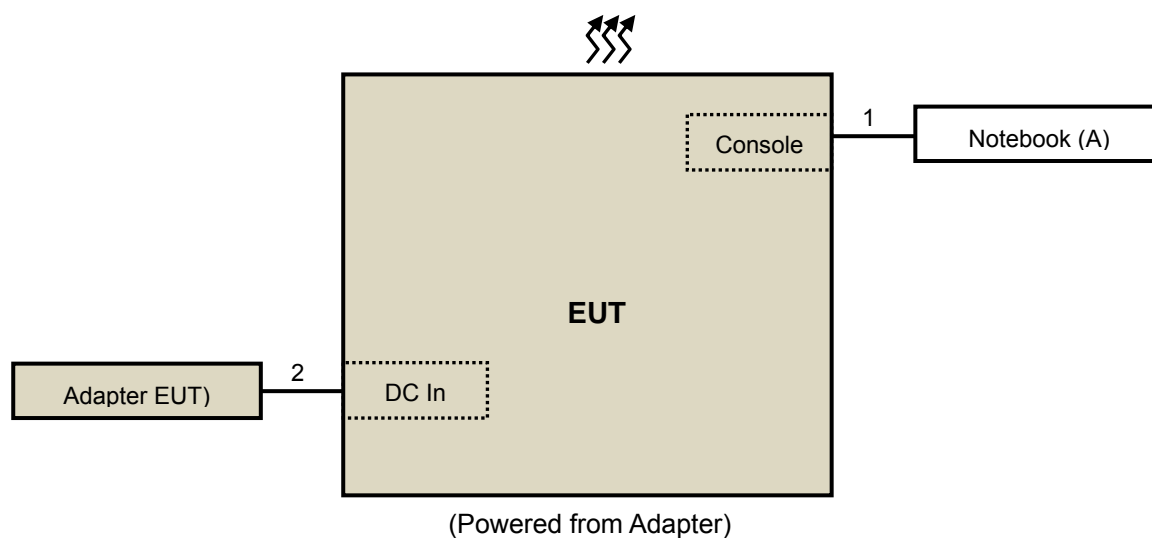 1
Console
Notebook (A)
EUT
2
Adapter EUT)
DC In
(Powered from Adapter)